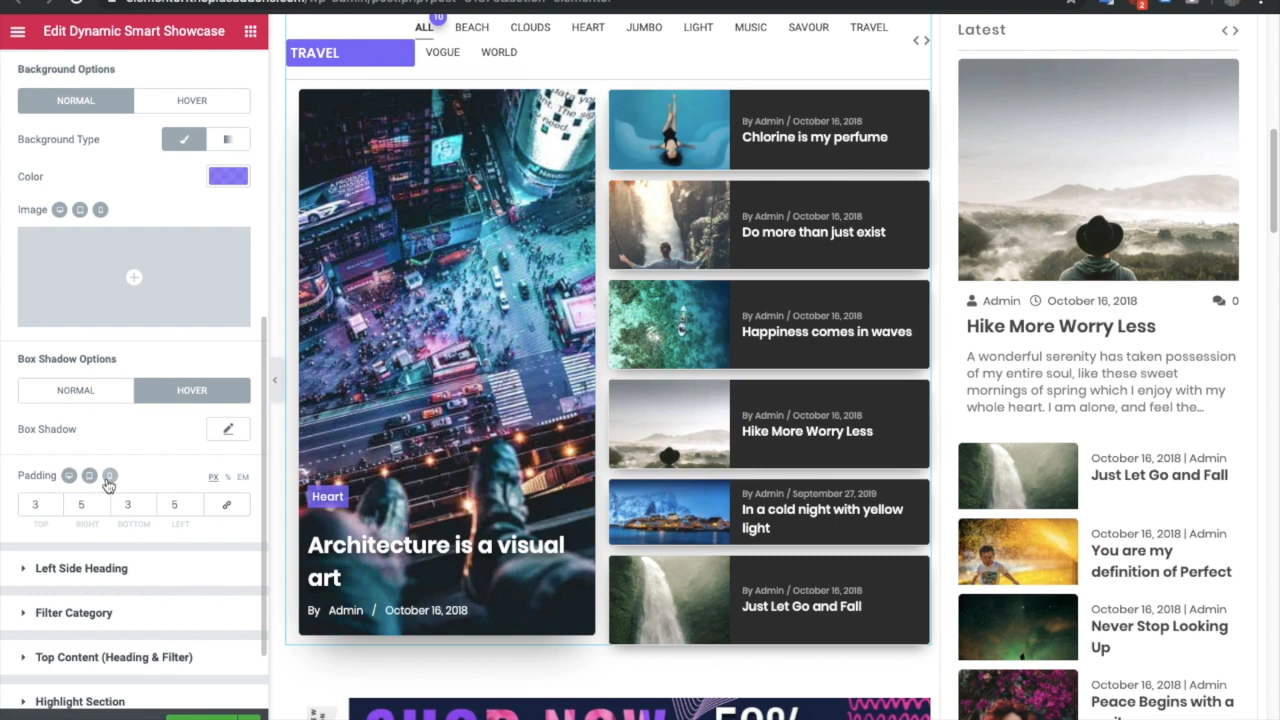 Edit Dynamic Smart Showcase
Background Options
NORMAL
HOVER
Background Type
Color
Image
Box Shadow Options
NORMAL
HOVER
Box Shadow
Padding
PX % EM
3 5 3 5
TOP RIGHT BOTTOM LEFT
Left Side Heading
Filter Category
Top Content (Heading & Filter)
Highlight Section
10
ALL BEACH CLOUDS HEART JUMBO LIGHT MUSIC SAVOUR TRAVEL
TRAVEL
VOGUE WORLD
Heart
Architecture is a visual
art
By Admin / October 16, 2018
By Admin / October 16, 2018
Chlorine is my perfume
By Admin / October 16, 2018
Do more than just exist
By Admin / October 16, 2018
Happiness comes in waves
By Admin / October 16, 2018
Hike More Worry Less
By Admin / September 27, 2019
In a cold night with yellow
light
By Admin / October 16, 2018
Just Let Go and Fall
Latest
Admin October 16, 2018 0
Hike More Worry Less
A wonderful serenity has taken possession
of my entire soul, like these sweet
mornings of spring which I enjoy with my
whole heart. I am alone, and feel the...
October 16, 2018 | Admin
Just Let Go and Fall
October 16, 2018 | Admin
You are my
definition of Perfect
October 16, 2018 | Admin
Never Stop Looking
Up
October 16, 2018 | Admin
Peace Begins with a